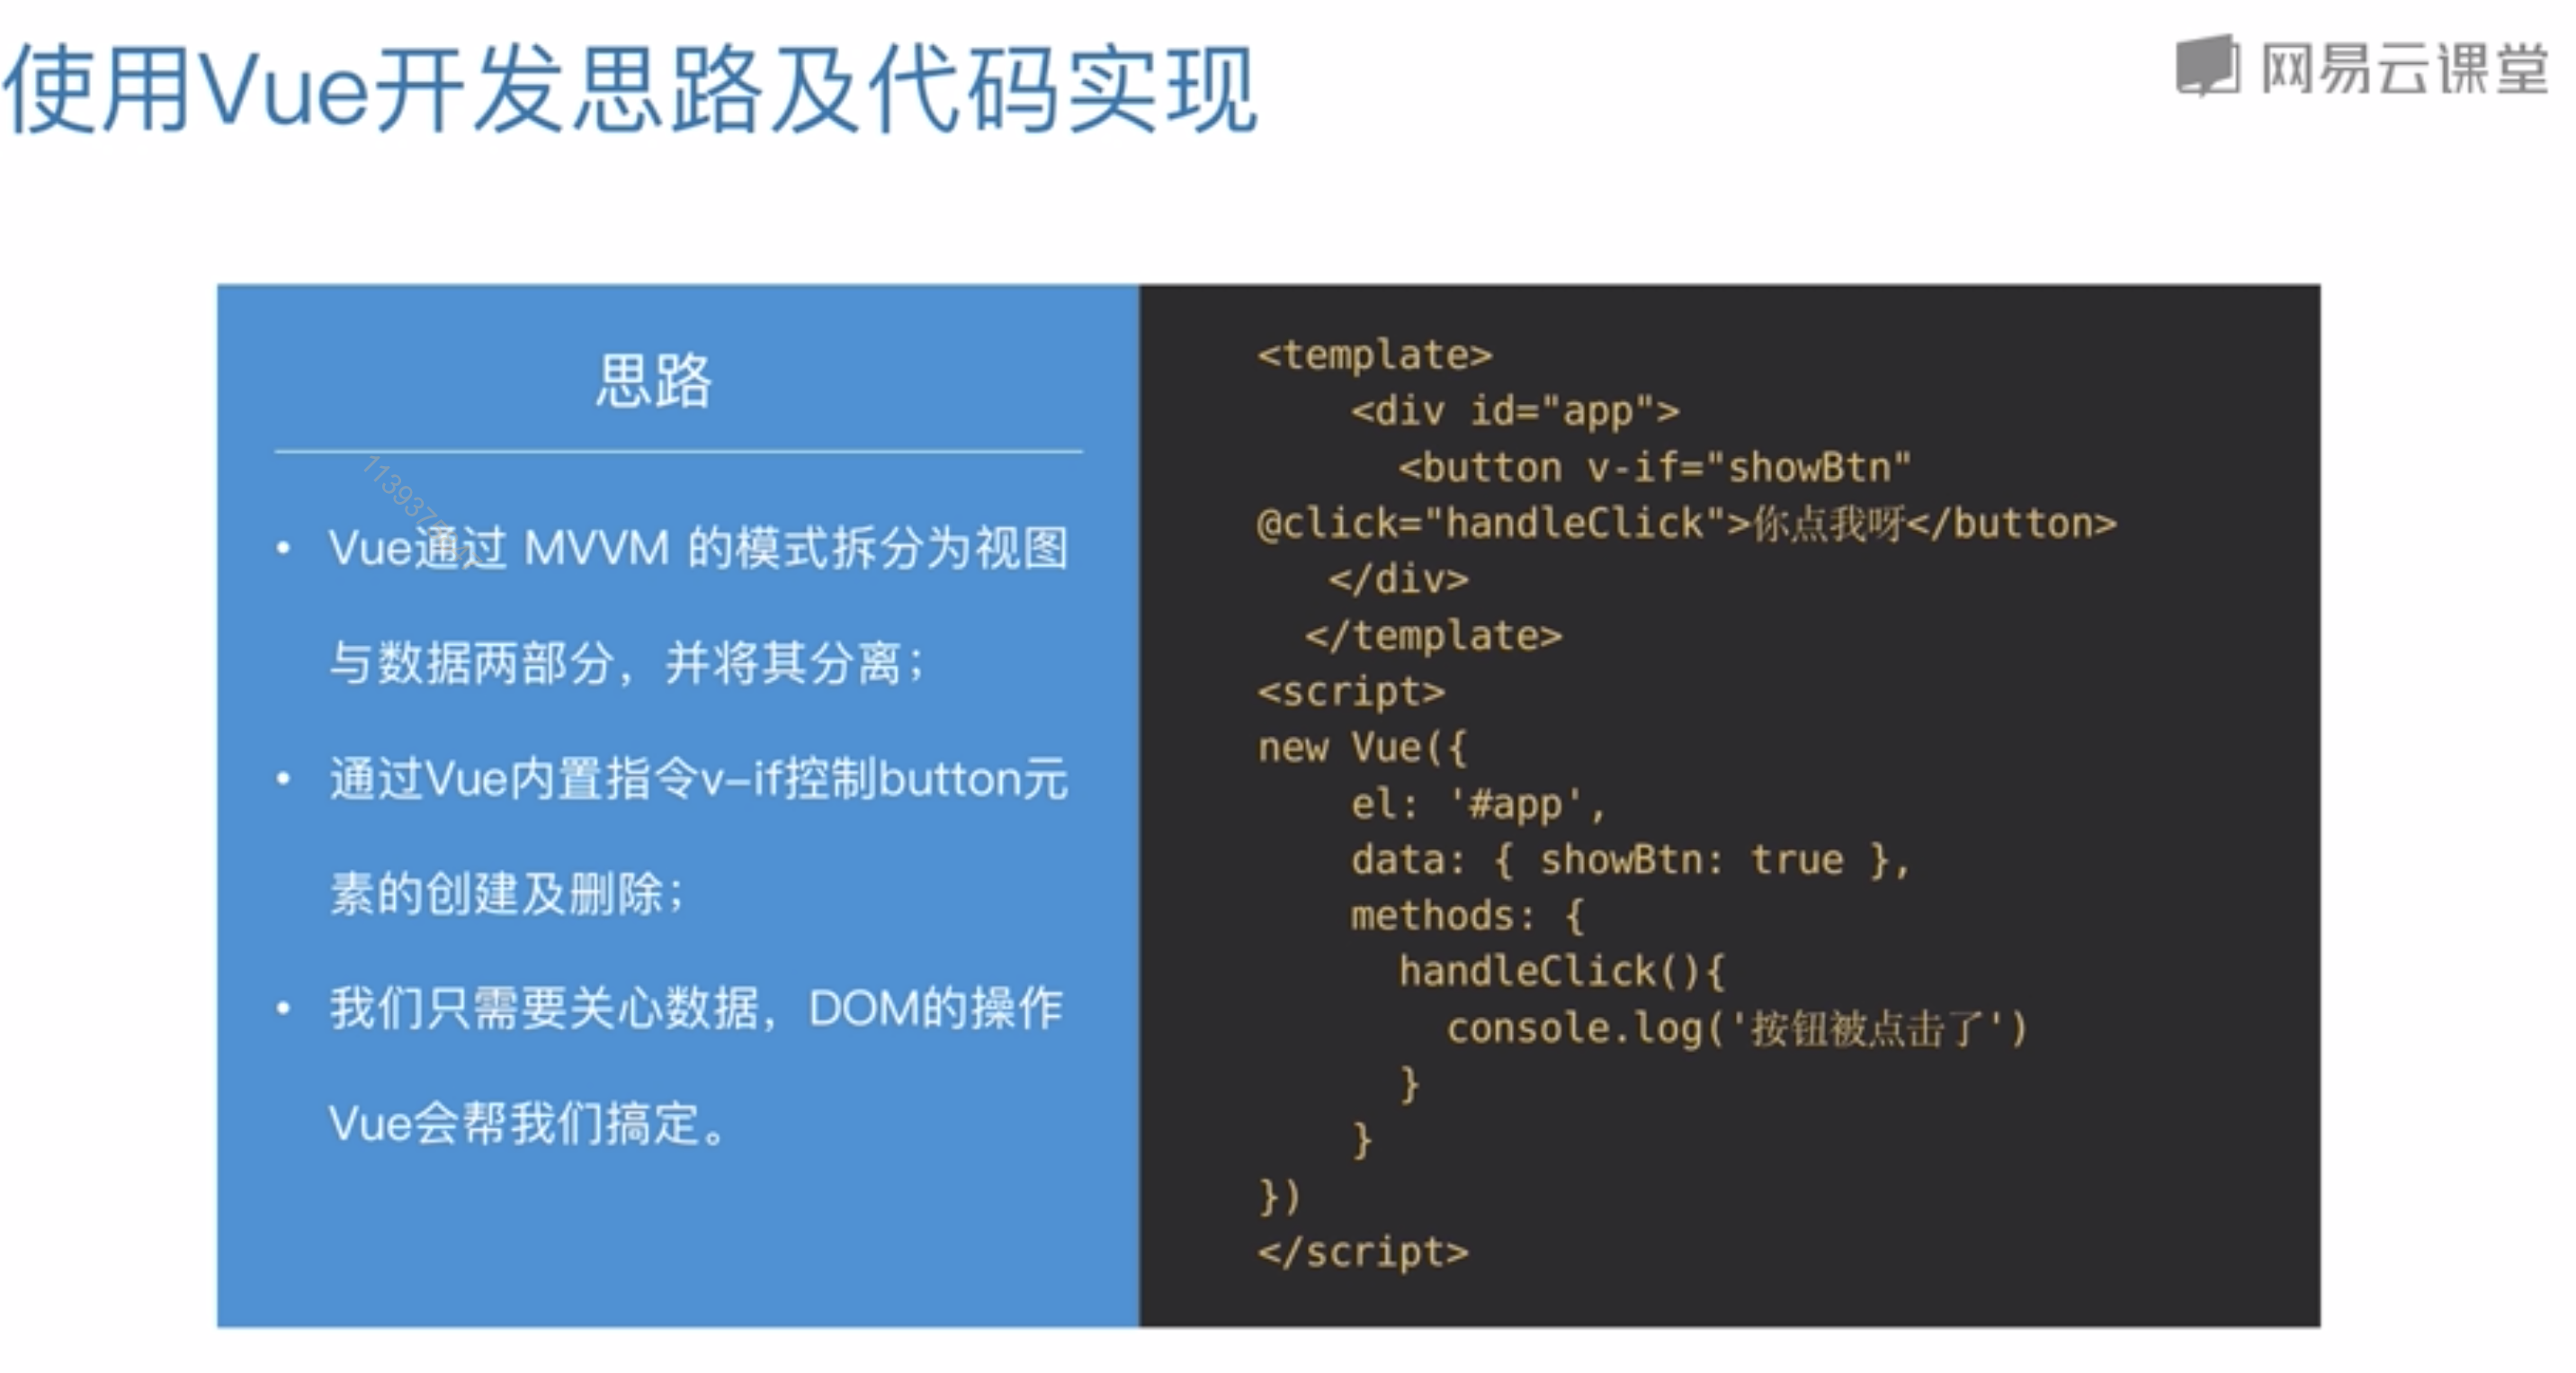 使用Vue开发思路及代码实现
网易云课堂
思路
• Vue通过 MVVM 的模式拆分为视图
与数据两部分，并将其分离；
• 通过Vue内置指令v-if控制button元
素的创建及删除；
• 我们只需要关心数据，DOM的操作
Vue会帮我们搞定。
<template>
    <div id="app">
      <button v-if="showBtn"
@click="handleClick">你点我呀</button>
   </div>
  </template>
<script>
new Vue({
    el: '#app',
    data: { showBtn: true },
    methods: {
      handleClick(){
        console.log('按钮被点击了')
      }
    }
})
</script>